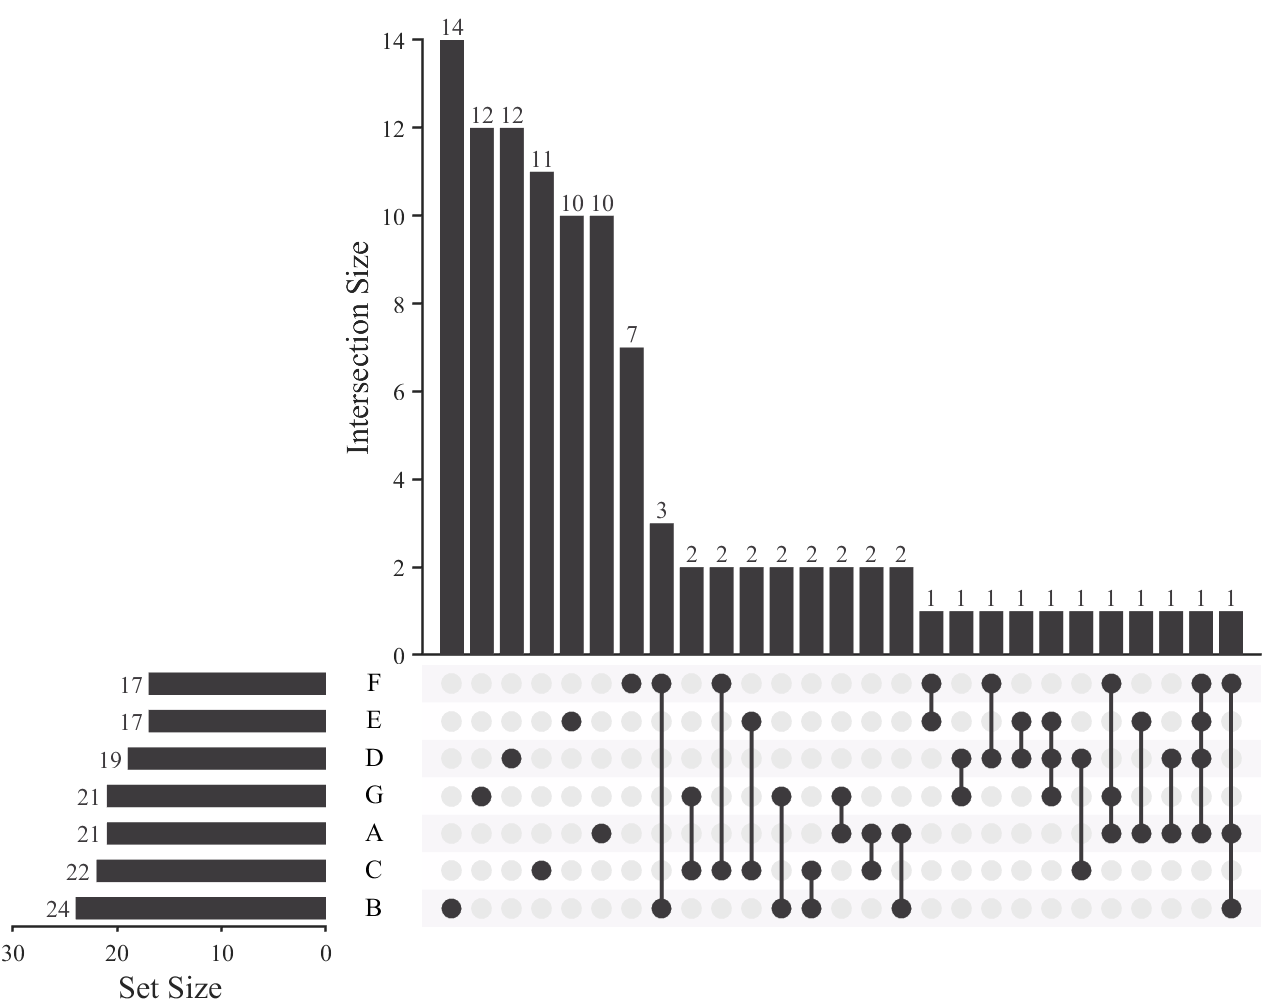 14
14
12 12
12
11
10 10
10
Intersection Size
8
7
6
4
3
2 2 2 2 2 2 2 2
2
1 1 1 1 1 1 1 1 1 1 1
0
17 F
17 E
19 D
21 G
21 A
22 C
24 B
30 20 10 0
Set Size